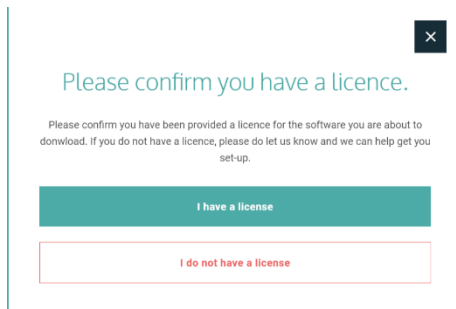 Please confirm you have a licence.
Please confirm you have been provided a licence for the software you are about to
donwload. If you do not have a licence, please do let us know and we can help get you
set-up.
I have a license
I do not have a license